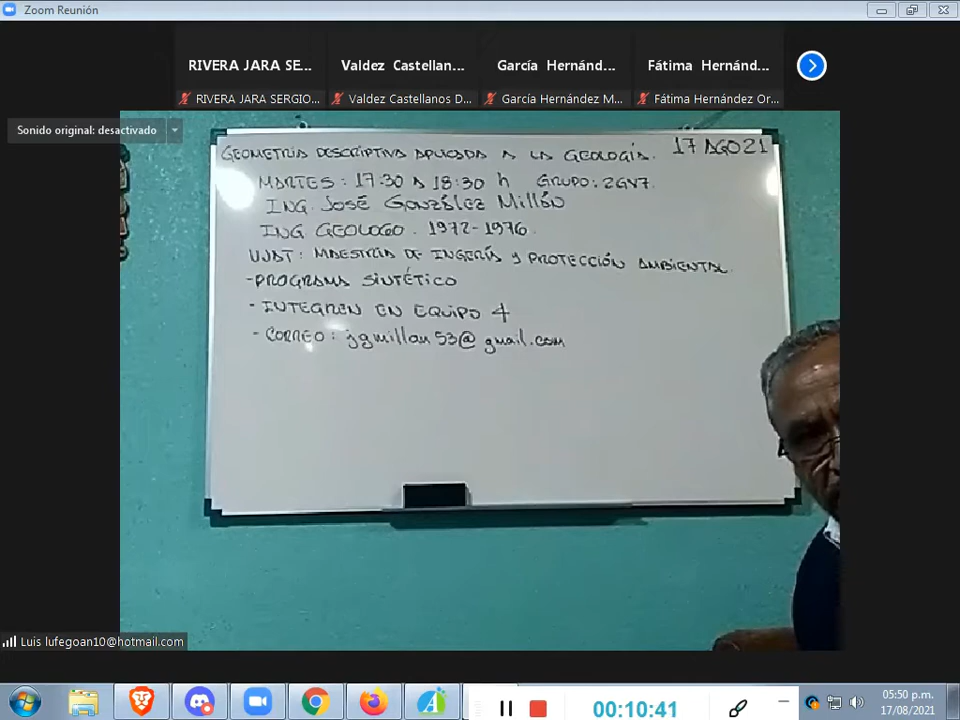 Zoom Reunión
RIVERA JARA SE...
Valdez Castellan...
García Hernánd...
Fátima Hernánd...
RIVERA JARA SERGIO...
Valdez Castellanos D...
García Hernández M...
Fátima Hernández Or...
Sonido original: desactivado
17 AGO 21
GEOMETRÍA DESCRIPTIVA APLICADA A LA GEOLOGÍA.
MARTES: 17:30 A 18:30 h GRUPO: 2GV7.
ING. José González Millán
ING GEOLOGO. 1972-1976.
UJAT: MAESTRÍA DE INGERÍA Y PROTECCIÓN AMBIENTAL.
-PROGRAMA SINTÉTICO
- INTEGREN EN EQUIPO 4
- CORREO: jgmillan53@gmail.com
Luis lufegoan10@hotmail.com
00:10:41
05:50 p.m.
17/08/2021